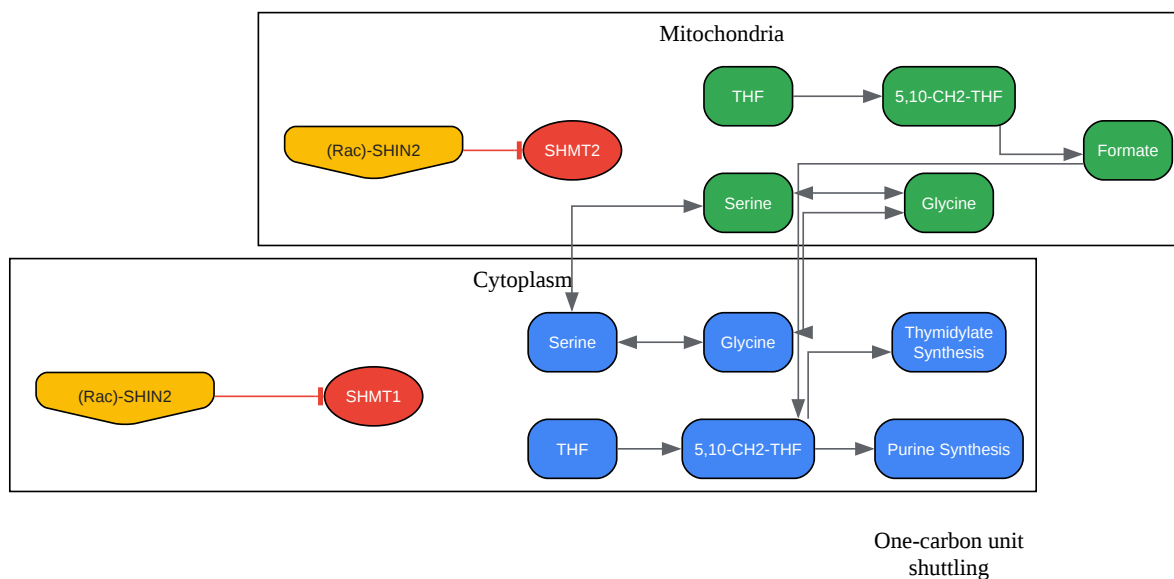 Mitochondria
THF
5,10-CH2-THF
(Rac)-SHIN2
SHMT2
Formate
Serine
Glycine
Cytoplasm
Serine
Glycine
Thymidylate
Synthesis
(Rac)-SHIN2
SHMT1
THF
5,10-CH2-THF
Purine Synthesis
One-carbon unit
shuttling